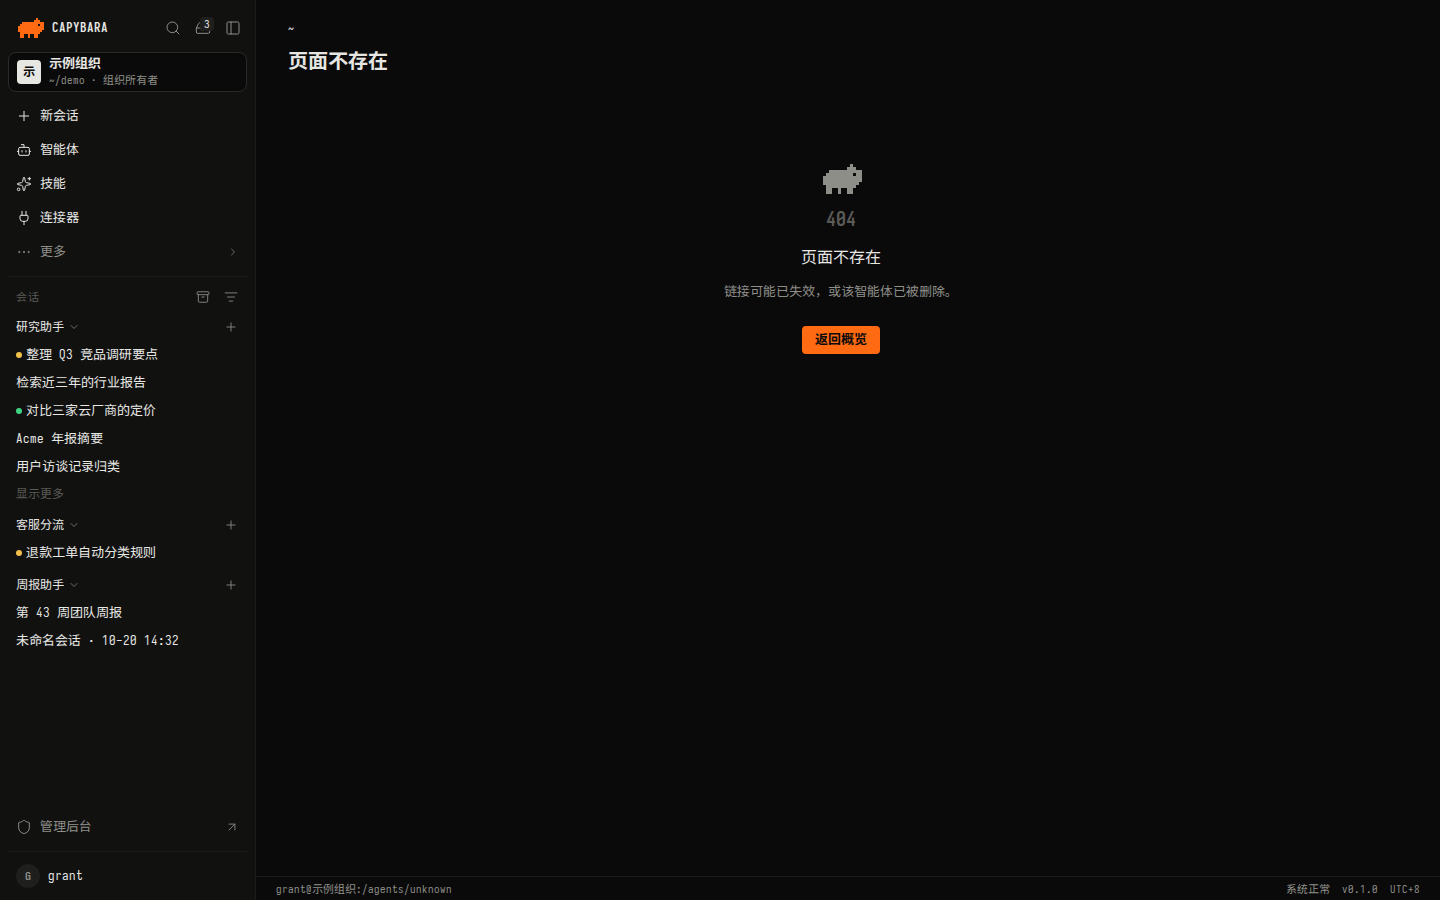 CAPYBARA
3
示
示例组织
~/demo · 组织所有者
新会话
智能体
技能
连接器
更多
会话
研究助手
整理 Q3 竞品调研要点
检索近三年的行业报告
对比三家云厂商的定价
Acme 年报摘要
用户访谈记录归类
显示更多
客服分流
退款工单自动分类规则
周报助手
第 43 周团队周报
未命名会话 · 10-20 14:32
管理后台
G
grant
~
页面不存在
404
页面不存在
链接可能已失效，或该智能体已被删除。
返回概览
grant@示例组织:/agents/unknown
系统正常 v0.1.0 UTC+8